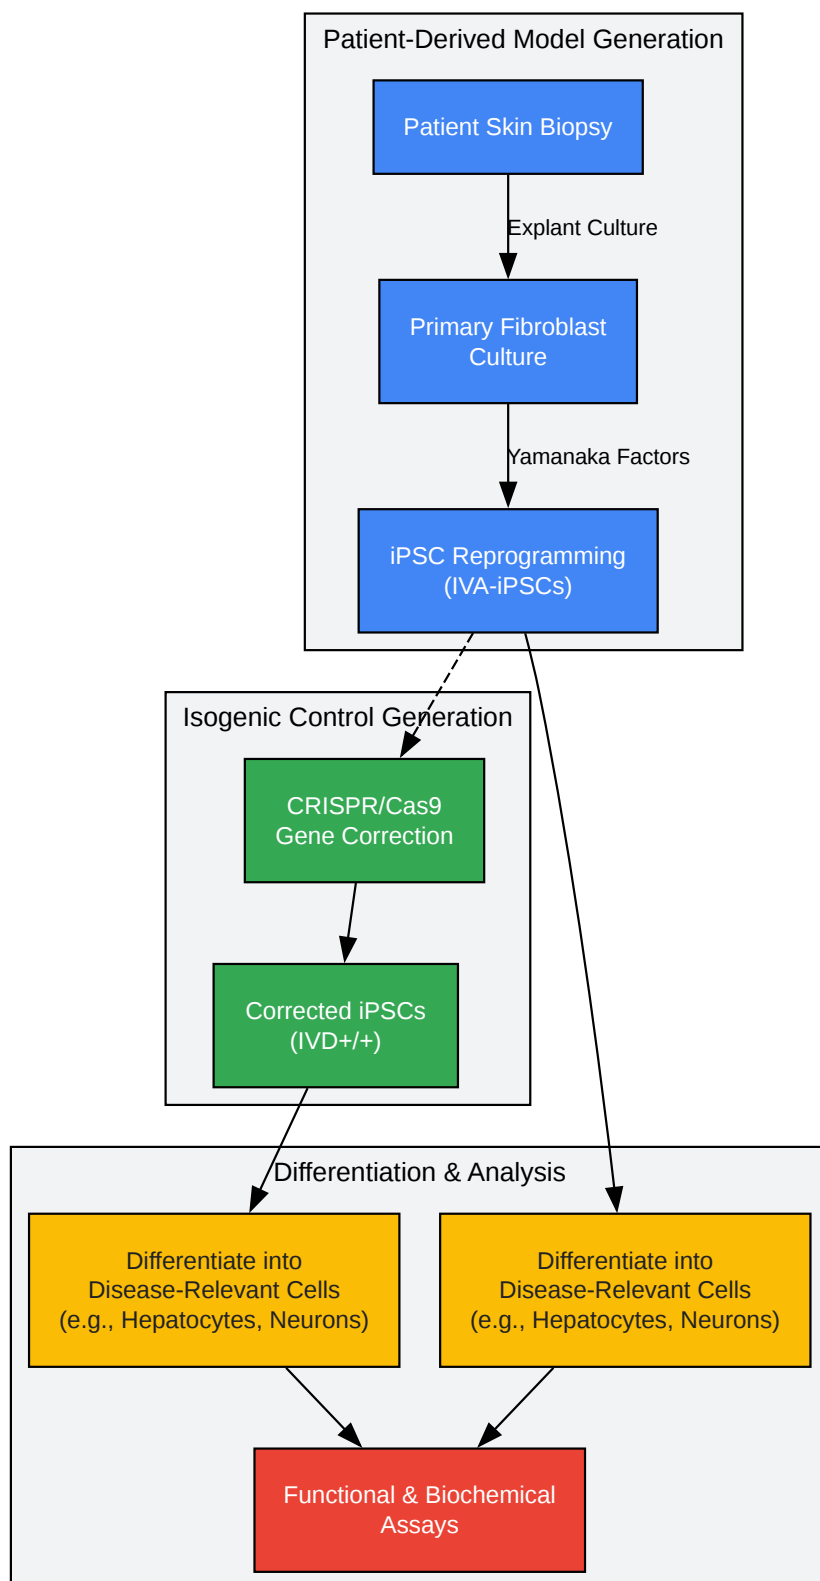 Patient-Derived Model Generation
Patient Skin Biopsy
Explant Culture
Primary Fibroblast
Culture
Yamanaka Factors
iPSC Reprogramming
(IVA-iPSCs)
Isogenic Control Generation
CRISPR/Cas9
Gene Correction
Corrected iPSCs
(IVD+/+)
Differentiation & Analysis
Differentiate into
Disease-Relevant Cells
(e.g., Hepatocytes, Neurons)
Differentiate into
Disease-Relevant Cells
(e.g., Hepatocytes, Neurons)
Functional & Biochemical
Assays